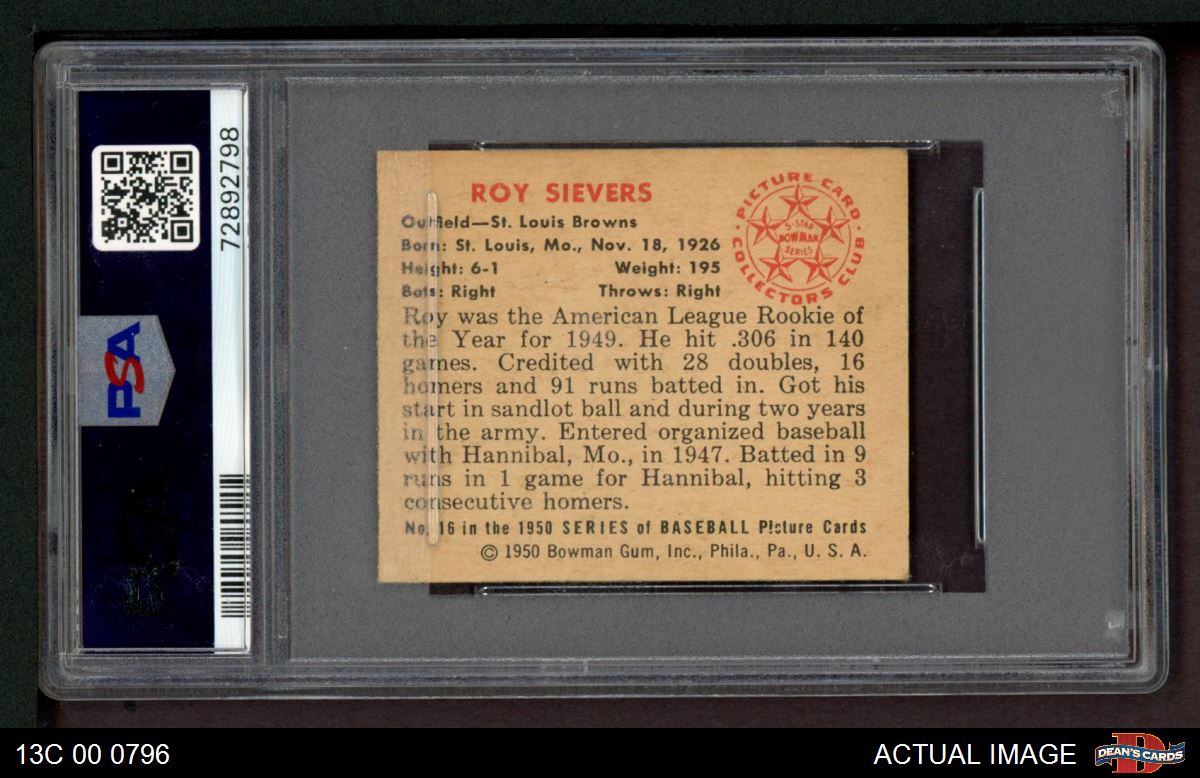 72892798
PSA
ROY SIEVERS
Outfield—St. Louis Browns
Born: St. Louis, Mo., Nov. 18, 1926
Height: 6-1 Weight: 195
Bats: Right Throws: Right
PICTURE CARD
COLLECTORS CLUB
5-STAR
BOWMAN
SERIES
Roy was the American League Rookie of
the Year for 1949. He hit .306 in 140
games. Credited with 28 doubles, 16
homers and 91 runs batted in. Got his
start in sandlot ball and during two years
in the army. Entered organized baseball
with Hannibal, Mo., in 1947. Batted in 9
runs in 1 game for Hannibal, hitting 3
consecutive homers.
No. 16 in the 1950 SERIES of BASEBALL Picture Cards
© 1950 Bowman Gum, Inc., Phila., Pa., U. S. A.
13C 00 0796
ACTUAL IMAGE
DEAN'S CARDS